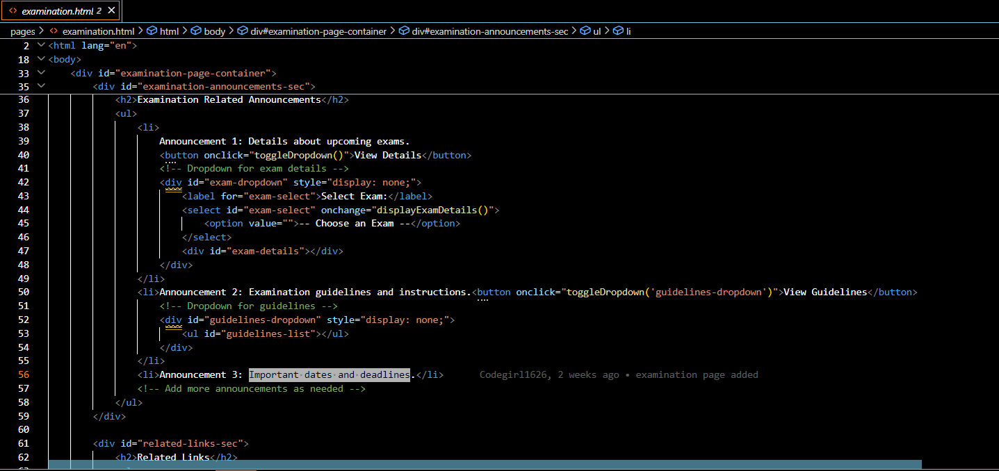 <> examination.html 2 ×
pages > <> examination.html > html > body > div#examination-page-container > div#examination-announcements-sec > ul > li
2 <html lang="en">
18 <body>
33 <div id="examination-page-container">
35 <div id="examination-announcements-sec">
36 <h2>Examination Related Announcements</h2>
37 <ul>
38 <li>
39 Announcement 1: Details about upcoming exams.
40 <button onclick="toggleDropdown()">View Details</button>
41 <!-- Dropdown for exam details -->
42 <div id="exam-dropdown" style="display: none;">
43 <label for="exam-select">Select Exam:</label>
44 <select id="exam-select" onchange="displayExamDetails()">
45 <option value="">-- Choose an Exam --</option>
46 </select>
47 <div id="exam-details"></div>
48 </div>
49 </li>
50 <li>Announcement 2: Examination guidelines and instructions.<button onclick="toggleDropdown('guidelines-dropdown')">View Guidelines</button>
51 <!-- Dropdown for guidelines -->
52 <div id="guidelines-dropdown" style="display: none;">
53 <ul id="guidelines-list"></ul>
54 </div>
55 </li>
56 <li>Announcement 3: Important dates and deadlines.</li> Codegirl1626, 2 weeks ago • examination page added
57 <!-- Add more announcements as needed -->
58 </ul>
59 </div>
60
61 <div id="related-links-sec">
62 <h2>Related Links</h2>